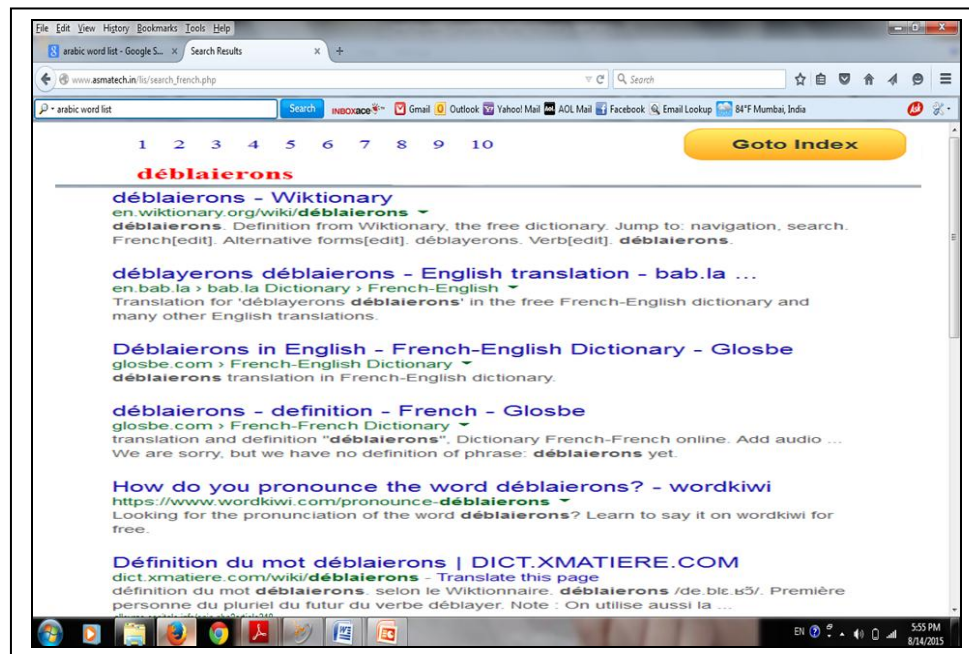 File Edit View History Bookmarks Tools Help
arabic word list - Google S... × Search Results × +
www.asmatech.in/lis/search_french.php Search
arabic word list Search INBOXace Gmail Outlook Yahoo! Mail AOL Mail Facebook Email Lookup 84°F Mumbai, India
1 2 3 4 5 6 7 8 9 10 Goto Index
déblaierons
déblaierons - Wiktionary
en.wiktionary.org/wiki/déblaierons
déblaierons. Definition from Wiktionary, the free dictionary. Jump to: navigation, search.
French[edit]. Alternative forms[edit]. déblayerons. Verb[edit]. déblaierons.
déblayerons déblaierons - English translation - bab.la ...
en.bab.la › bab.la Dictionary › French-English
Translation for 'déblayerons déblaierons' in the free French-English dictionary and
many other English translations.
Déblaierons in English - French-English Dictionary - Glosbe
glosbe.com › French-English Dictionary
déblaierons translation in French-English dictionary.
déblaierons - definition - French - Glosbe
glosbe.com › French-French Dictionary
translation and definition "déblaierons", Dictionary French-French online. Add audio ...
We are sorry, but we have no definition of phrase: déblaierons yet.
How do you pronounce the word déblaierons? - wordkiwi
https://www.wordkiwi.com/pronounce-déblaierons
Looking for the pronunciation of the word déblaierons? Learn to say it on wordkiwi for
free.
Définition du mot déblaierons | DICT.XMATIERE.COM
dict.xmatiere.com/wiki/déblaierons - Translate this page
définition du mot déblaierons. selon le Wiktionnaire. déblaierons /de.blɛ.ʁɔ̃/. Première
personne du pluriel du futur du verbe déblayer. Note : On utilise aussi la ...
EN 5:55 PM
8/14/2015